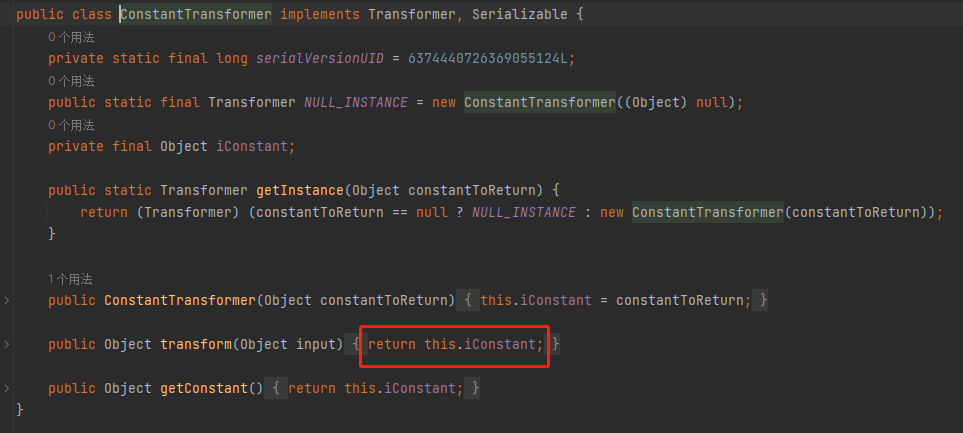 public class ConstantTransformer implements Transformer, Serializable {
0 个用法
private static final long serialVersionUID = 6374440726369055124L;
0 个用法
public static final Transformer NULL_INSTANCE = new ConstantTransformer((Object) null);
0 个用法
private final Object iConstant;
public static Transformer getInstance(Object constantToReturn) {
return (Transformer) (constantToReturn == null ? NULL_INSTANCE : new ConstantTransformer(constantToReturn));
}
1 个用法
public ConstantTransformer(Object constantToReturn) { this.iConstant = constantToReturn; }
public Object transform(Object input) { return this.iConstant; }
public Object getConstant() { return this.iConstant; }
}